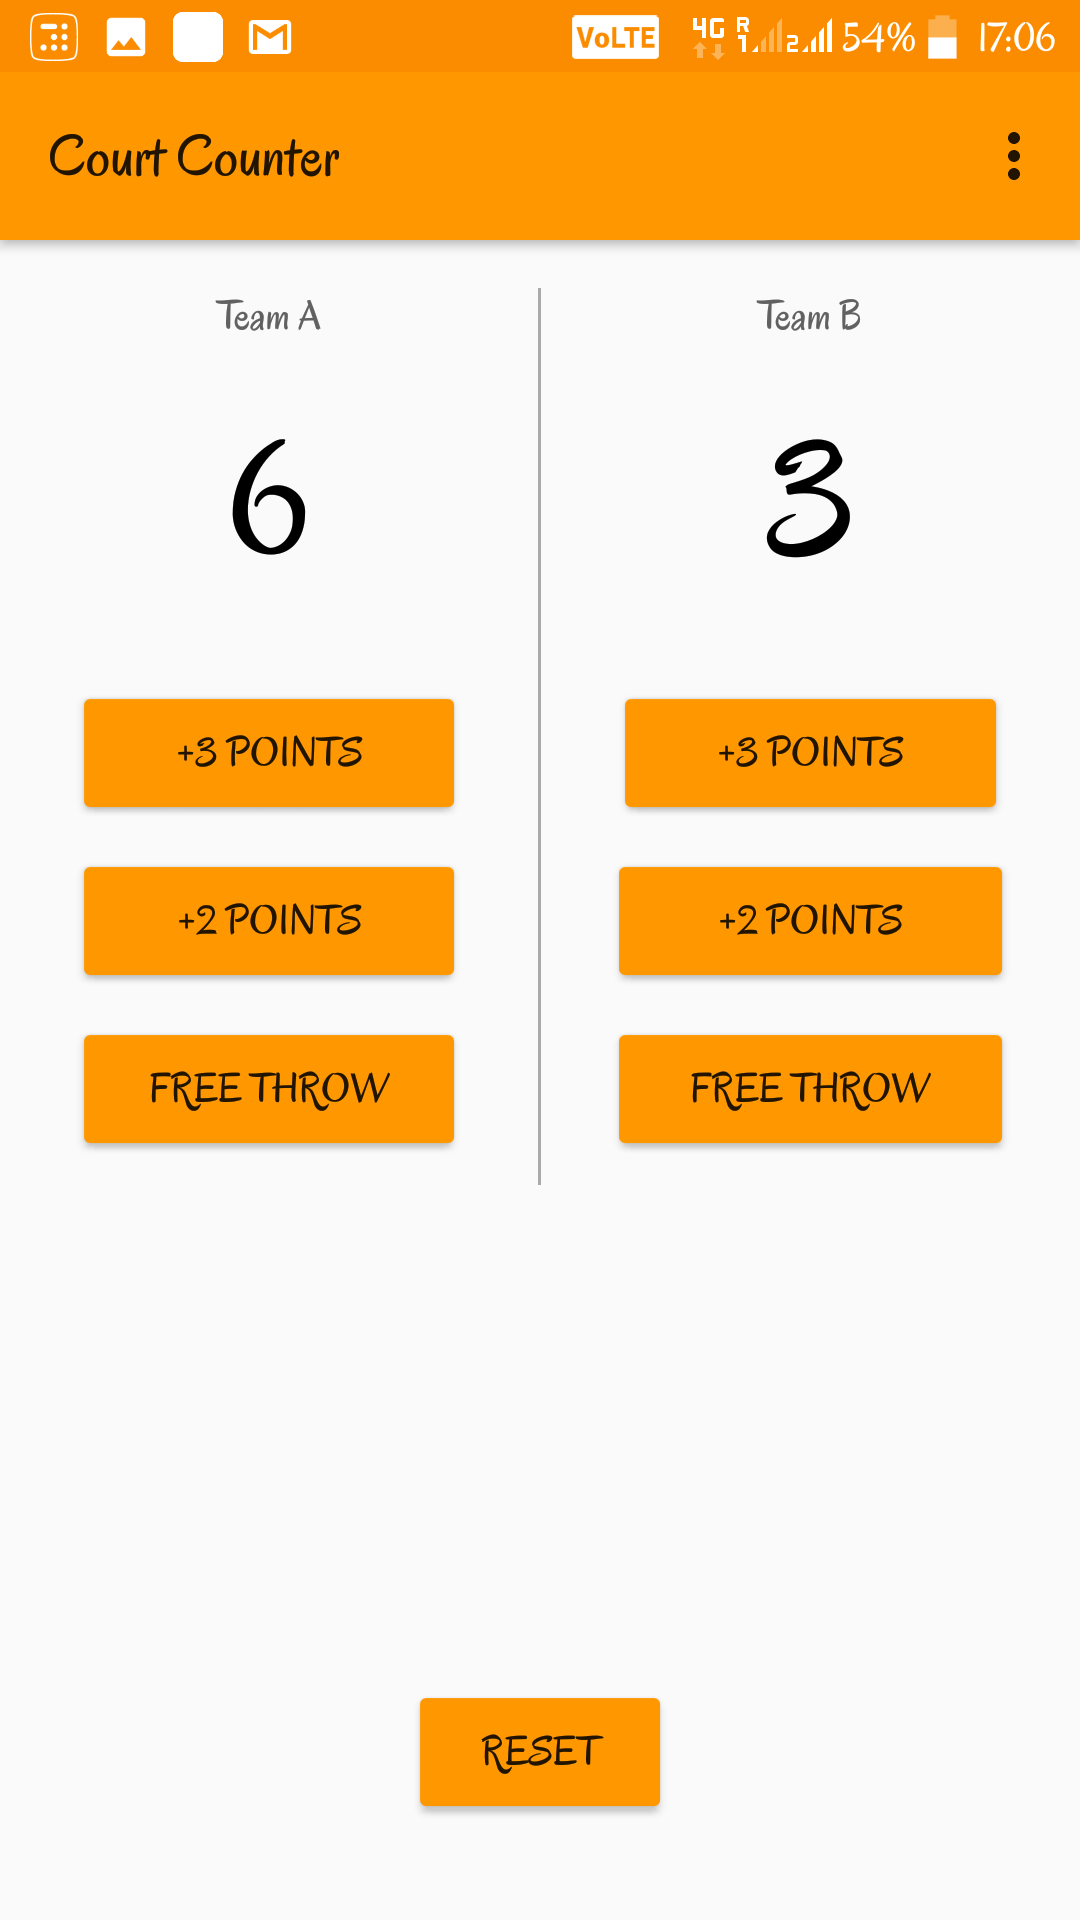 VoLTE 4G R 1 2 54% 17:06
Court Counter
Team A Team B
6 3
+3 POINTS +3 POINTS
+2 POINTS +2 POINTS
FREE THROW FREE THROW
RESET